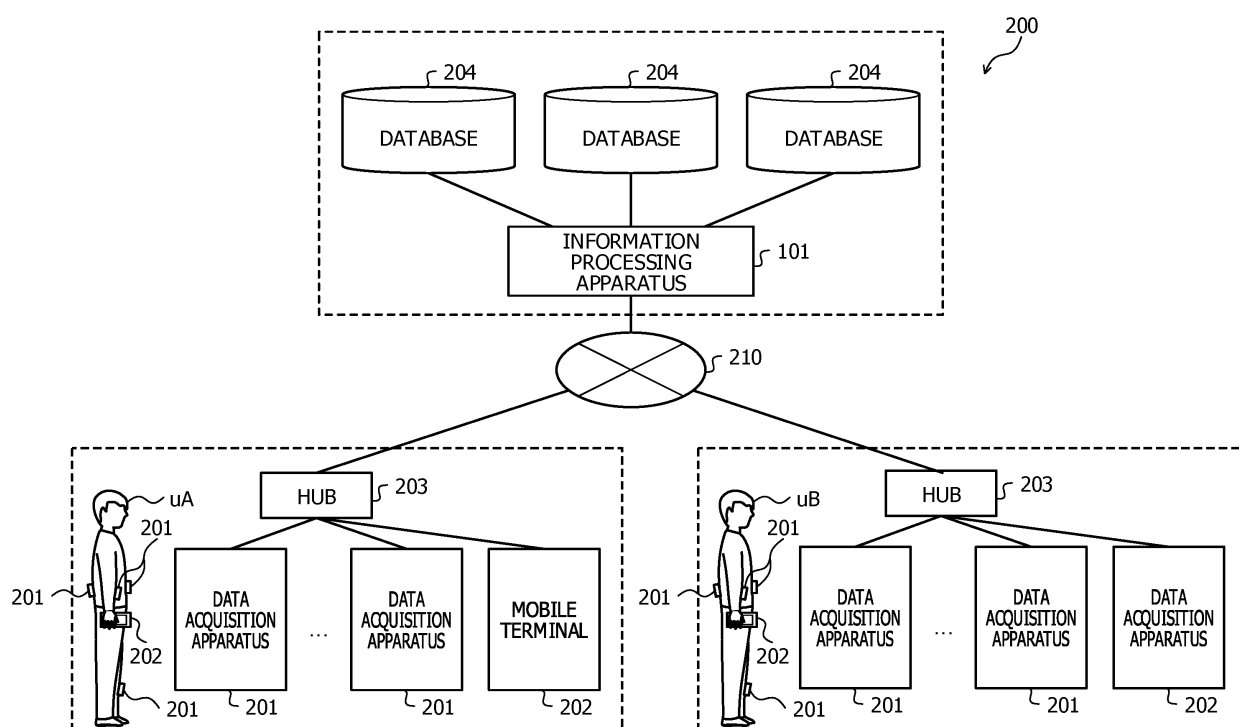 200
204 204 204
DATABASE DATABASE DATABASE
INFORMATION
PROCESSING
APPARATUS
101
210
HUB
203
uA
201
201
202
201
DATA
ACQUISITION
APPARATUS
201
...
DATA
ACQUISITION
APPARATUS
201
MOBILE
TERMINAL
202
HUB
203
uB
201
201
202
201
DATA
ACQUISITION
APPARATUS
201
...
DATA
ACQUISITION
APPARATUS
201
DATA
ACQUISITION
APPARATUS
202